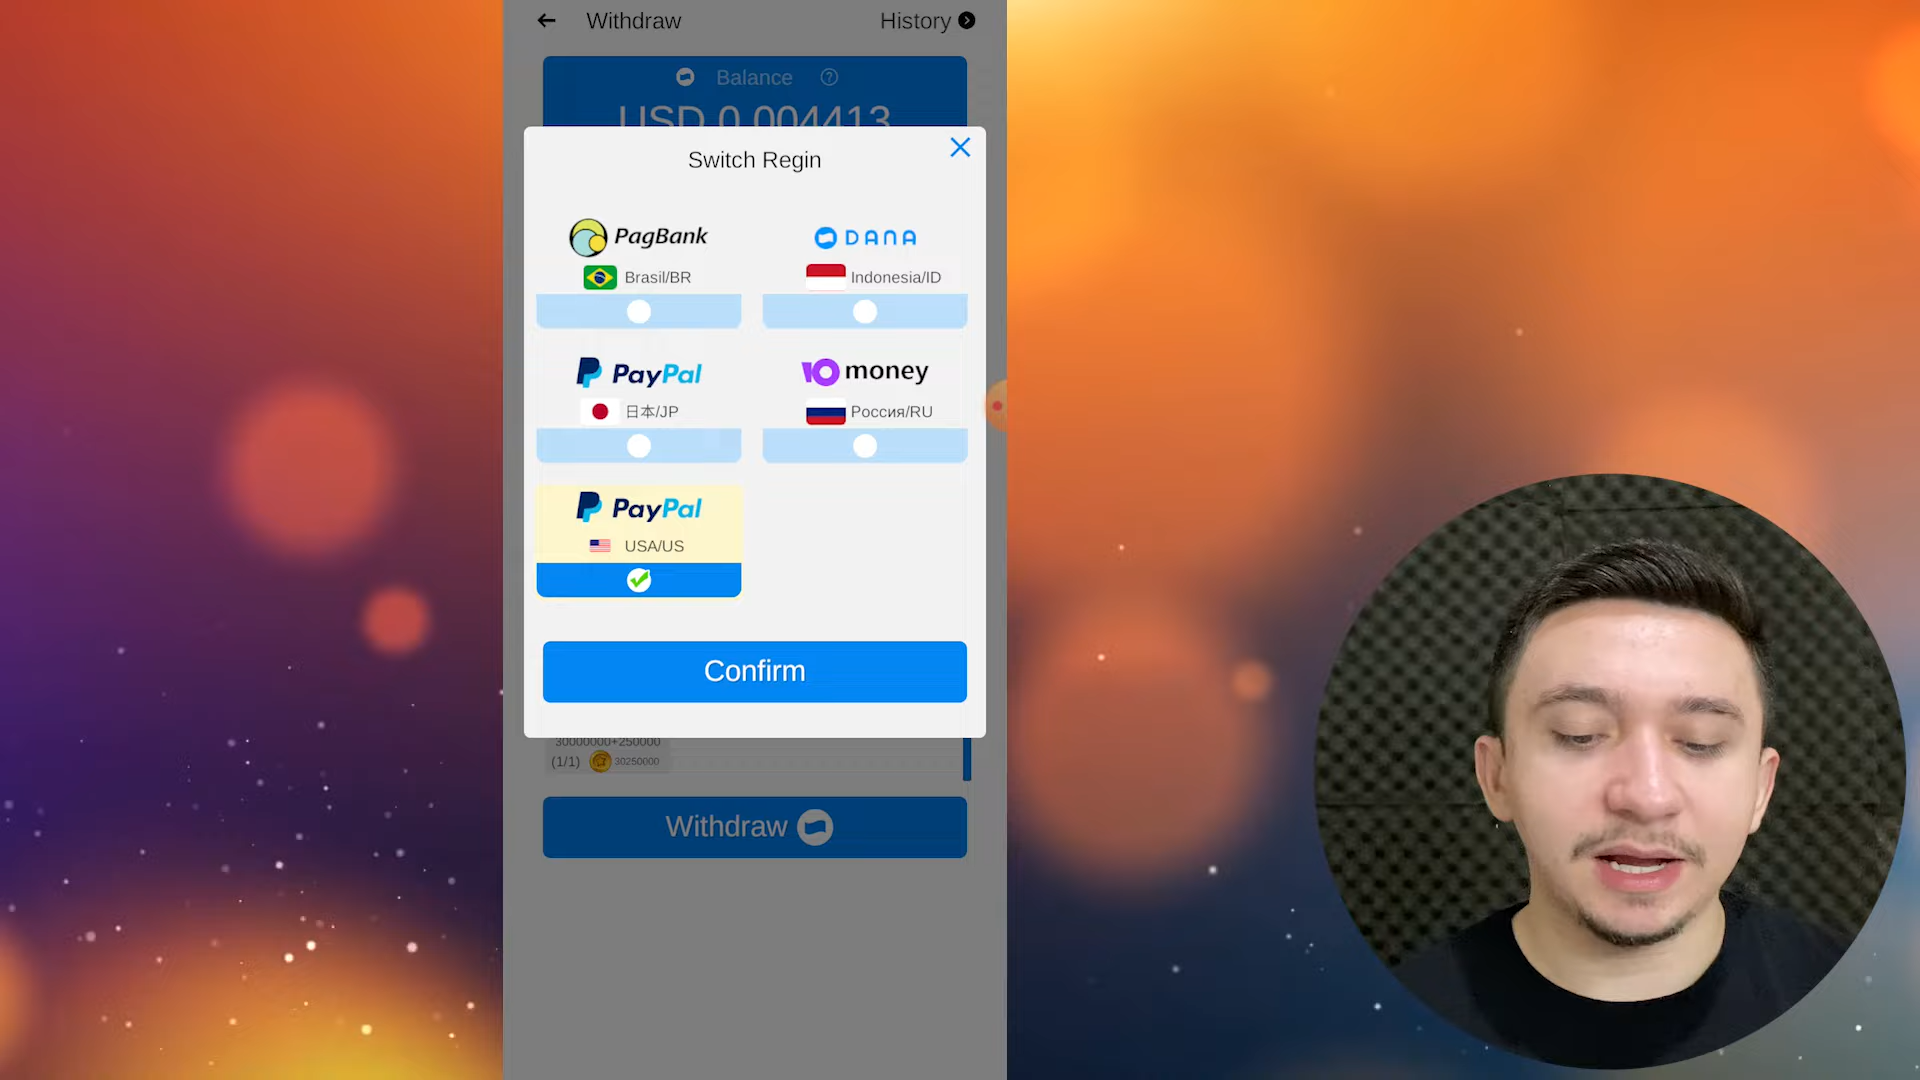 Withdraw
History
Balance
USD 0.004413
Switch Regin
PagBank
Brasil/BR
DANA
Indonesia/ID
PayPal
日本/JP
money
Россия/RU
PayPal
USA/US
Confirm
30000000+250000
(1/1) 30250000
Withdraw